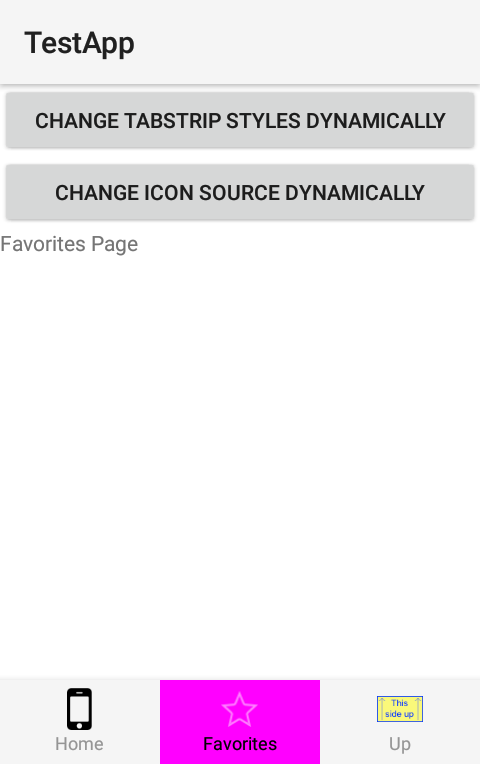 TestApp
CHANGE TABSTRIP STYLES DYNAMICALLY
CHANGE ICON SOURCE DYNAMICALLY
Favorites Page
This
side up
Home
Favorites
Up